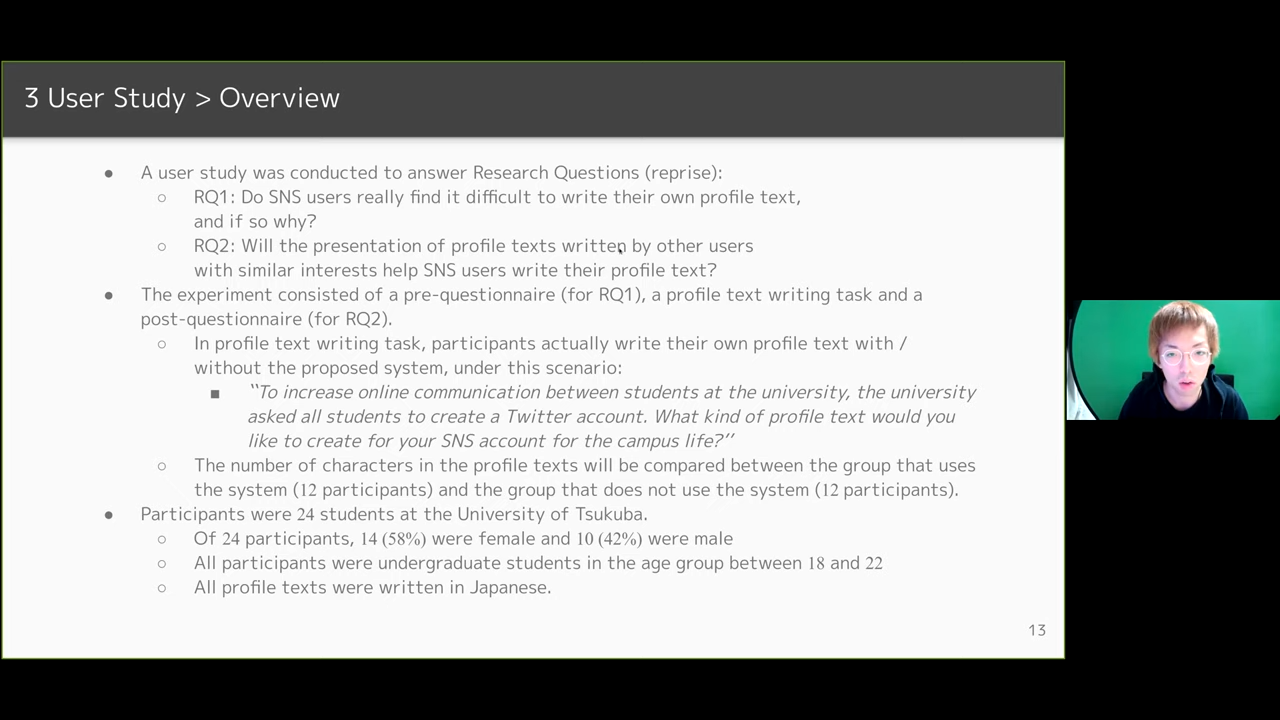 3 User Study > Overview
● A user study was conducted to answer Research Questions (reprise):
○ RQ1: Do SNS users really find it difficult to write their own profile text,
and if so why?
○ RQ2: Will the presentation of profile texts written by other users
with similar interests help SNS users write their profile text?
● The experiment consisted of a pre-questionnaire (for RQ1), a profile text writing task and a
post-questionnaire (for RQ2).
○ In profile text writing task, participants actually write their own profile text with /
without the proposed system, under this scenario:
■ ‘‘To increase online communication between students at the university, the university
asked all students to create a Twitter account. What kind of profile text would you
like to create for your SNS account for the campus life?’’
○ The number of characters in the profile texts will be compared between the group that uses
the system (12 participants) and the group that does not use the system (12 participants).
● Participants were 24 students at the University of Tsukuba.
○ Of 24 participants, 14 (58%) were female and 10 (42%) were male
○ All participants were undergraduate students in the age group between 18 and 22
○ All profile texts were written in Japanese.
13